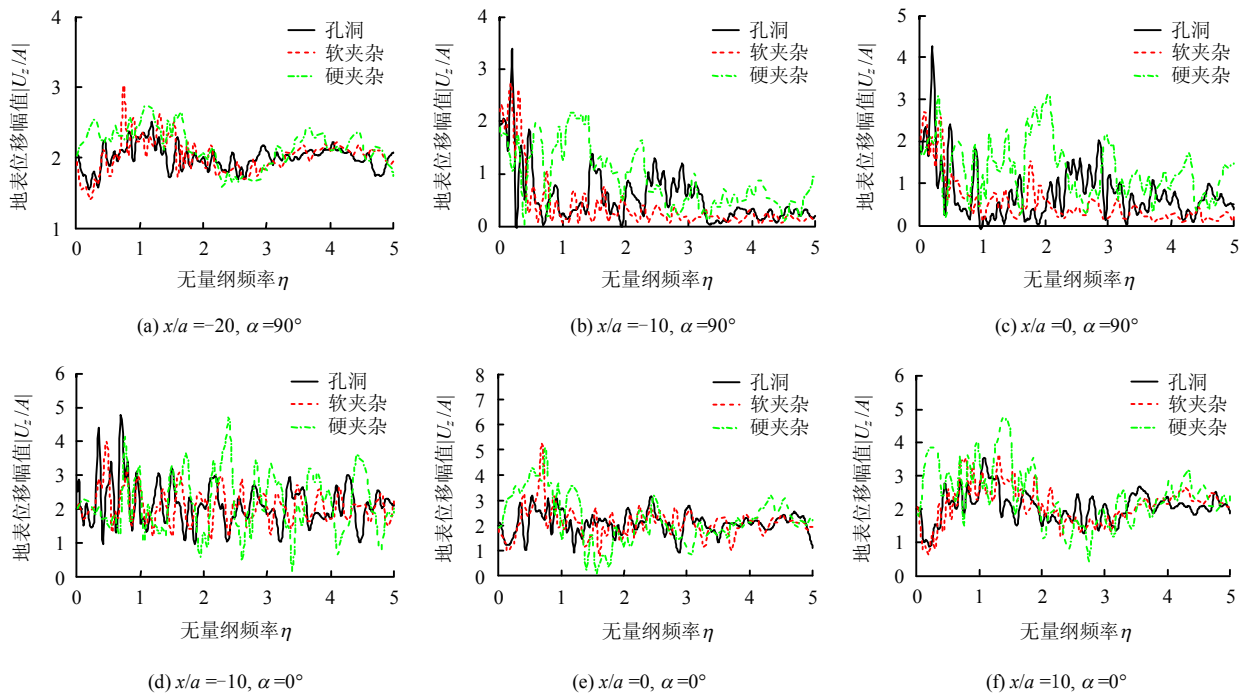 地表位移幅值|U_z/A|
4
3
2
1
0
1
2
3
4
5
孔洞
软夹杂
硬夹杂
无量纲频率η
(a) x/a =−20, α =90°
地表位移幅值|U_z/A|
4
3
2
1
0
0
1
2
3
4
5
孔洞
软夹杂
硬夹杂
无量纲频率η
(b) x/a =−10, α =90°
地表位移幅值|U_z/A|
5
4
3
2
1
0
0
1
2
3
4
5
孔洞
软夹杂
硬夹杂
无量纲频率η
(c) x/a =0, α =90°
地表位移幅值|U_z/A|
6
5
4
3
2
1
0
0
1
2
3
4
5
孔洞
软夹杂
硬夹杂
无量纲频率η
(d) x/a =−10, α =0°
地表位移幅值|U_z/A|
8
7
6
5
4
3
2
1
0
0
1
2
3
4
5
孔洞
软夹杂
硬夹杂
无量纲频率η
(e) x/a =0, α =0°
地表位移幅值|U_z/A|
6
5
4
3
2
1
0
0
1
2
3
4
5
孔洞
软夹杂
硬夹杂
无量纲频率η
(f) x/a =10, α =0°